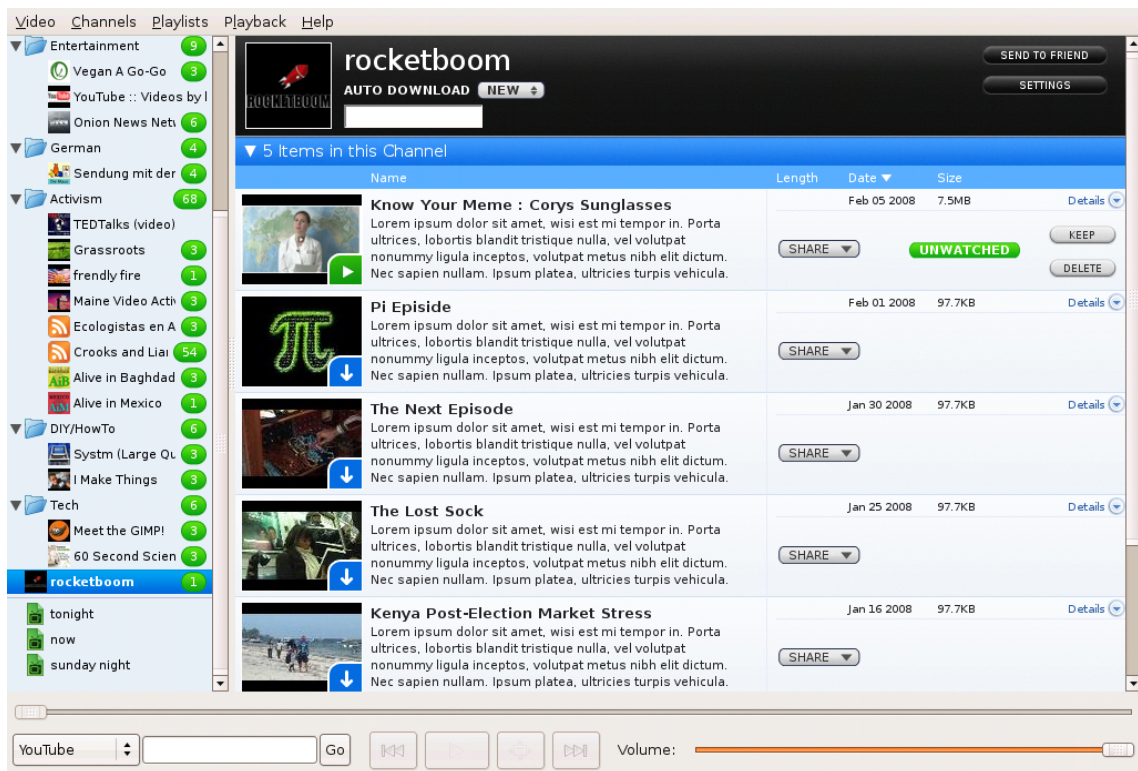 Video Channels Playlists Playback Help
Entertainment 9
Vegan A Go-Go 3
YouTube :: Videos by l
Onion News Netw 6
German 4
Sendung mit der 4
Activism 68
TEDTalks (video)
Grassroots 3
frendly fire 1
Maine Video Activ 3
Ecologistas en A 3
Crooks and Liar 54
Alive in Baghdad 3
Alive in Mexico 1
DIY/HowTo 6
Systm (Large Qu 3
I Make Things 3
Tech 6
Meet the GIMP! 3
60 Second Scien 3
rocketboom 1
tonight
now
sunday night
ROCKETBOOM
rocketboom
AUTO DOWNLOAD NEW
SEND TO FRIEND
SETTINGS
5 Items in this Channel
Name Length Date Size
Know Your Meme : Corys Sunglasses
Lorem ipsum dolor sit amet, wisi est mi tempor in. Porta
ultrices, lobortis blandit tristique nulla, vel volutpat
nonummy ligula inceptos, volutpat metus nibh elit dictum.
Nec sapien nullam. Ipsum platea, ultricies turpis vehicula.
Feb 05 2008 7.5MB Details
SHARE UNWATCHED KEEP
DELETE
Pi Episide
Lorem ipsum dolor sit amet, wisi est mi tempor in. Porta
ultrices, lobortis blandit tristique nulla, vel volutpat
nonummy ligula inceptos, volutpat metus nibh elit dictum.
Nec sapien nullam. Ipsum platea, ultricies turpis vehicula.
Feb 01 2008 97.7KB Details
SHARE
The Next Episode
Lorem ipsum dolor sit amet, wisi est mi tempor in. Porta
ultrices, lobortis blandit tristique nulla, vel volutpat
nonummy ligula inceptos, volutpat metus nibh elit dictum.
Nec sapien nullam. Ipsum platea, ultricies turpis vehicula.
Jan 30 2008 97.7KB Details
SHARE
The Lost Sock
Lorem ipsum dolor sit amet, wisi est mi tempor in. Porta
ultrices, lobortis blandit tristique nulla, vel volutpat
nonummy ligula inceptos, volutpat metus nibh elit dictum.
Nec sapien nullam. Ipsum platea, ultricies turpis vehicula.
Jan 25 2008 97.7KB Details
SHARE
Kenya Post-Election Market Stress
Lorem ipsum dolor sit amet, wisi est mi tempor in. Porta
ultrices, lobortis blandit tristique nulla, vel volutpat
nonummy ligula inceptos, volutpat metus nibh elit dictum.
Nec sapien nullam. Ipsum platea, ultricies turpis vehicula.
Jan 16 2008 97.7KB Details
SHARE
YouTube Go Volume: